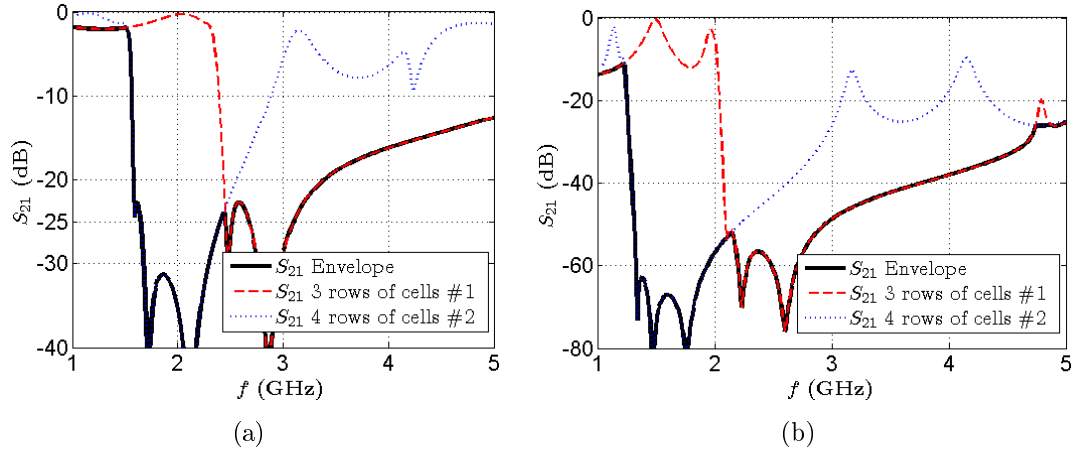 0
-10
-20
-30
-40
S21 (dB)
1 2 3 4 5
f (GHz)
S21 Envelope
S21 3 rows of cells #1
S21 4 rows of cells #2
(a)
0
-20
-40
-60
-80
S21 (dB)
1 2 3 4 5
f (GHz)
S21 Envelope
S21 3 rows of cells #1
S21 4 rows of cells #2
(b)